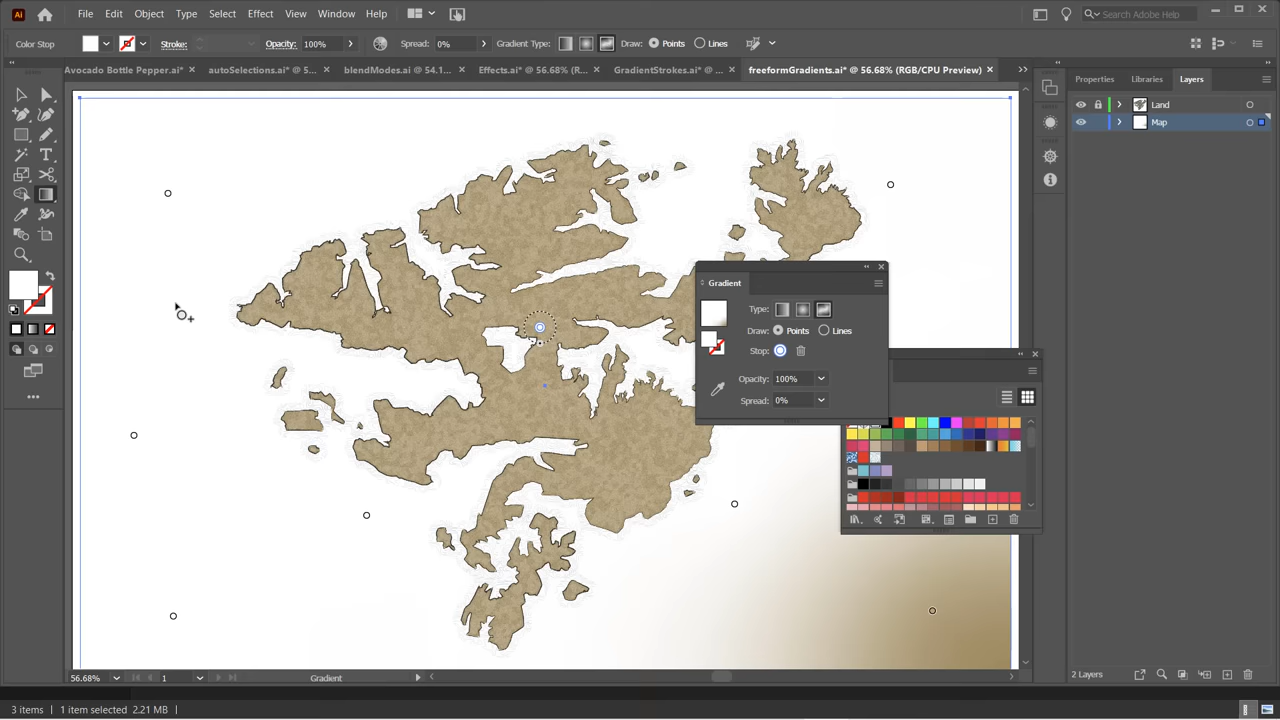 Ai File Edit Object Type Select Effect View Window Help Search Adobe Help
Color Stop Stroke: Opacity: 100% Spread: 0% Gradient Type: Draw: Points Lines
Avocado Bottle Pepper.ai* × autoSelections.ai* @ 5... × blendModes.ai @ 54.1... × Effects.ai* @ 56.68% (R... × GradientStrokes.ai* @ ... × freeformGradients.ai* @ 56.68% (RGB/CPU Preview) ×
Properties Libraries Layers
Land
Map
Gradient
Type:
Draw: Points Lines
Stop:
Opacity: 100%
Spread: 0%
56.68% 1 Gradient
2 Layers
3 items 1 item selected 2.21 MB